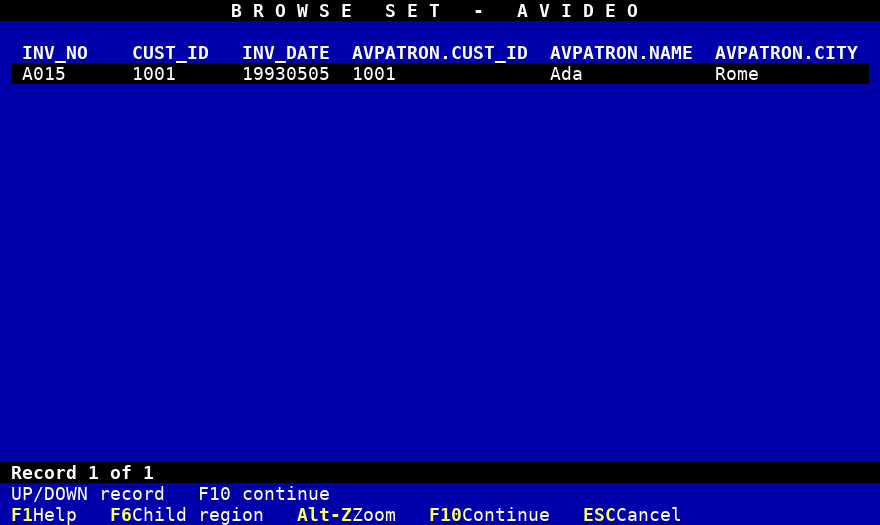 B R O W S E   S E T   -   A V I D E O
INV_NO    CUST_ID   INV_DATE  AVPATRON.CUST_ID  AVPATRON.NAME  AVPATRON.CITY
A015      1001      19930505  1001              Ada            Rome
Record 1 of 1
UP/DOWN record   F10 continue
F1Help   F6Child region   Alt-ZZoom   F10Continue   ESCCancel